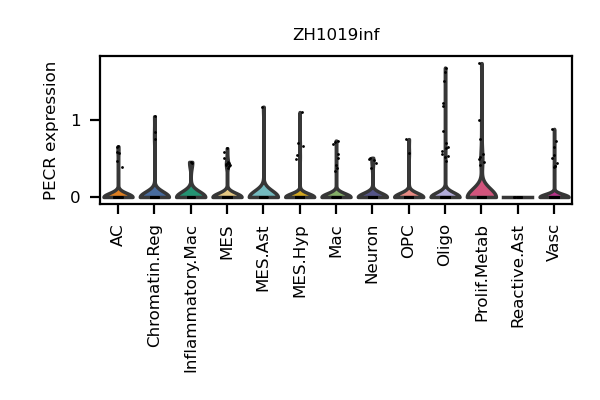 ZH1019inf
PECR expression
1
0
AC
Chromatin.Reg
Inflammatory.Mac
MES
MES.Ast
MES.Hyp
Mac
Neuron
OPC
Oligo
Prolif.Metab
Reactive.Ast
Vasc